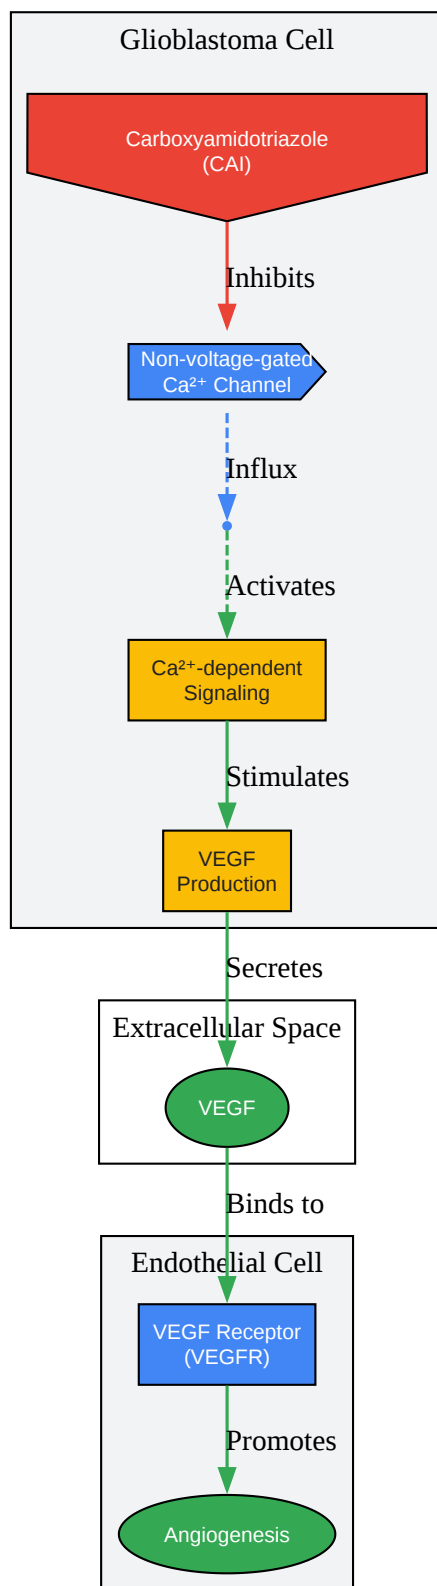 Glioblastoma Cell
Carboxyamidotriazole
(CAI)
Inhibits
Non-voltage-gated
Ca²⁺ Channel
Influx
Activates
Ca²⁺-dependent
Signaling
Stimulates
VEGF
Production
Secretes
Extracellular Space
VEGF
Binds to
Endothelial Cell
VEGF Receptor
(VEGFR)
Promotes
Angiogenesis